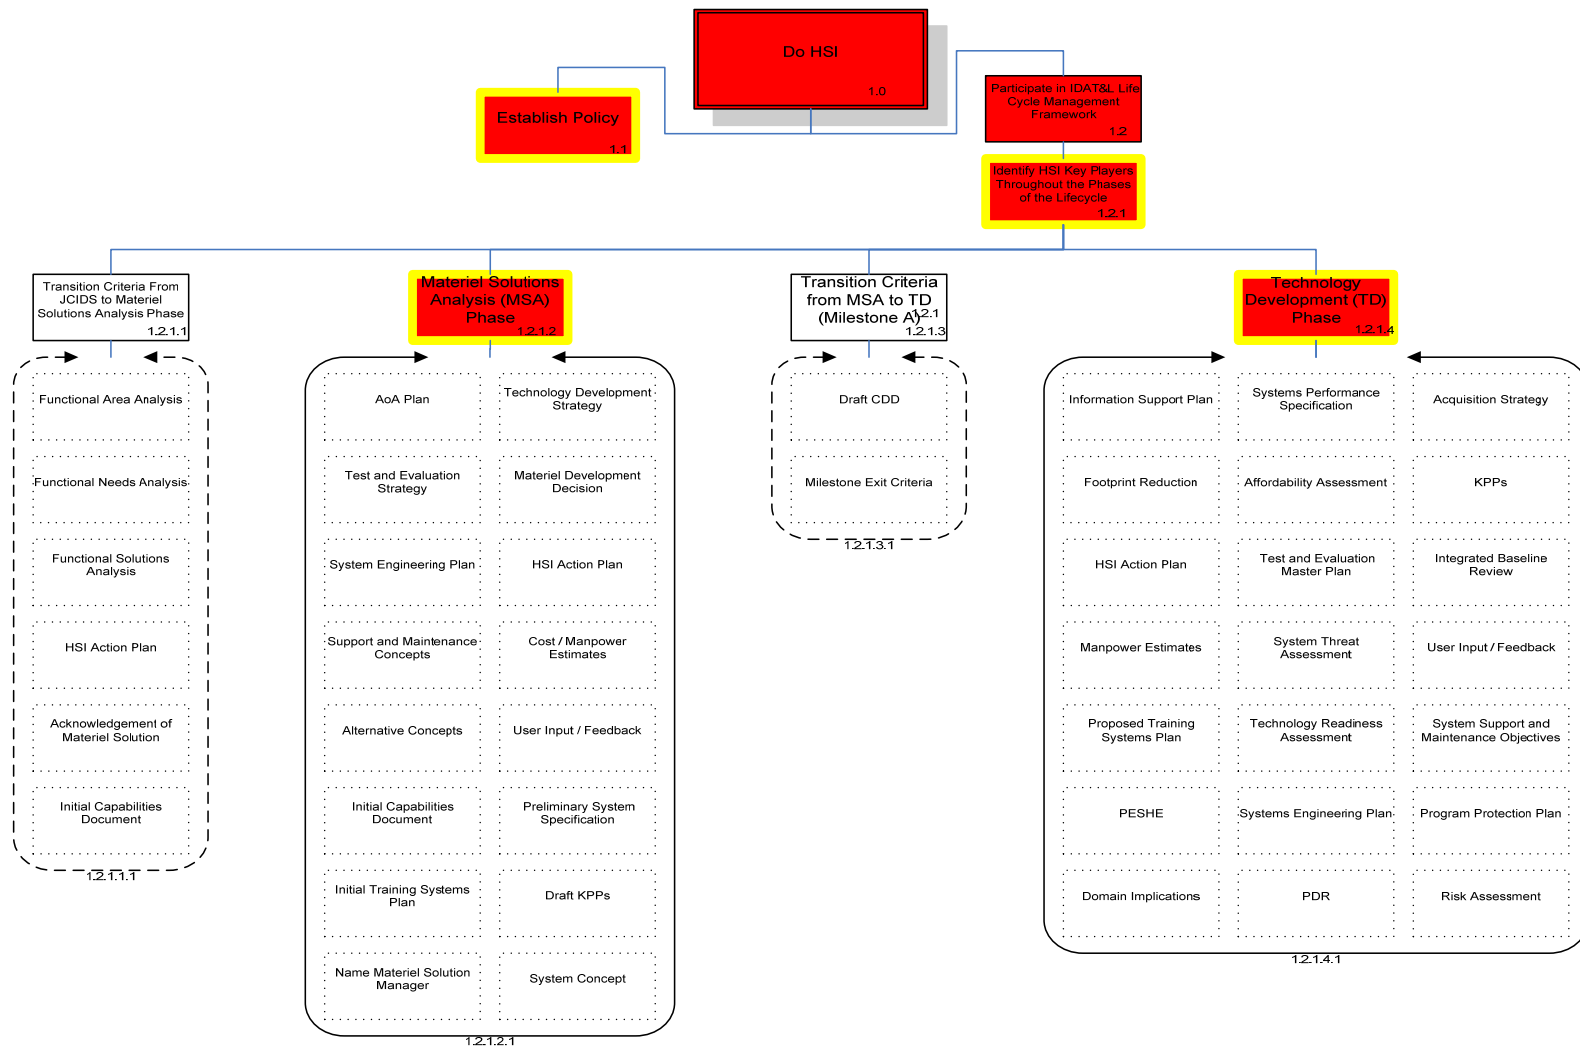 Do HSI
1.0
Establish Policy
1.1
Participate in IDAT&L Life
Cycle Management
Framework
1.2
Identify HSI Key Players
Throughout the Phases
of the Lifecycle
1.2.1
Transition Criteria From
JCIDS to Materiel
Solutions Analysis Phase
1.2.1.1
Materiel Solutions
Analysis (MSA)
Phase
1.2.1.2
Transition Criteria
from MSA to TD
(Milestone A)
1.2.1
1.2.1.3
Technology
Development (TD)
Phase
1.2.1.4
Functional Area Analysis
Functional Needs Analysis
Functional Solutions
Analysis
HSI Action Plan
Acknowledgement of
Materiel Solution
Initial Capabilities
Document
1.2.1.1.1
AoA Plan
Technology Development
Strategy
Test and Evaluation
Strategy
Materiel Development
Decision
System Engineering Plan
HSI Action Plan
Support and Maintenance
Concepts
Cost / Manpower
Estimates
Alternative Concepts
User Input / Feedback
Initial Capabilities
Document
Preliminary System
Specification
Initial Training Systems
Plan
Draft KPPs
Name Materiel Solution
Manager
System Concept
1.2.1.2.1
Draft CDD
Milestone Exit Criteria
1.2.1.3.1
Information Support Plan
Systems Performance
Specification
Acquisition Strategy
Footprint Reduction
Affordability Assessment
KPPs
HSI Action Plan
Test and Evaluation
Master Plan
Integrated Baseline
Review
Manpower Estimates
System Threat
Assessment
User Input / Feedback
Proposed Training
Systems Plan
Technology Readiness
Assessment
System Support and
Maintenance Objectives
PESHE
Systems Engineering Plan
Program Protection Plan
Domain Implications
PDR
Risk Assessment
1.2.1.4.1